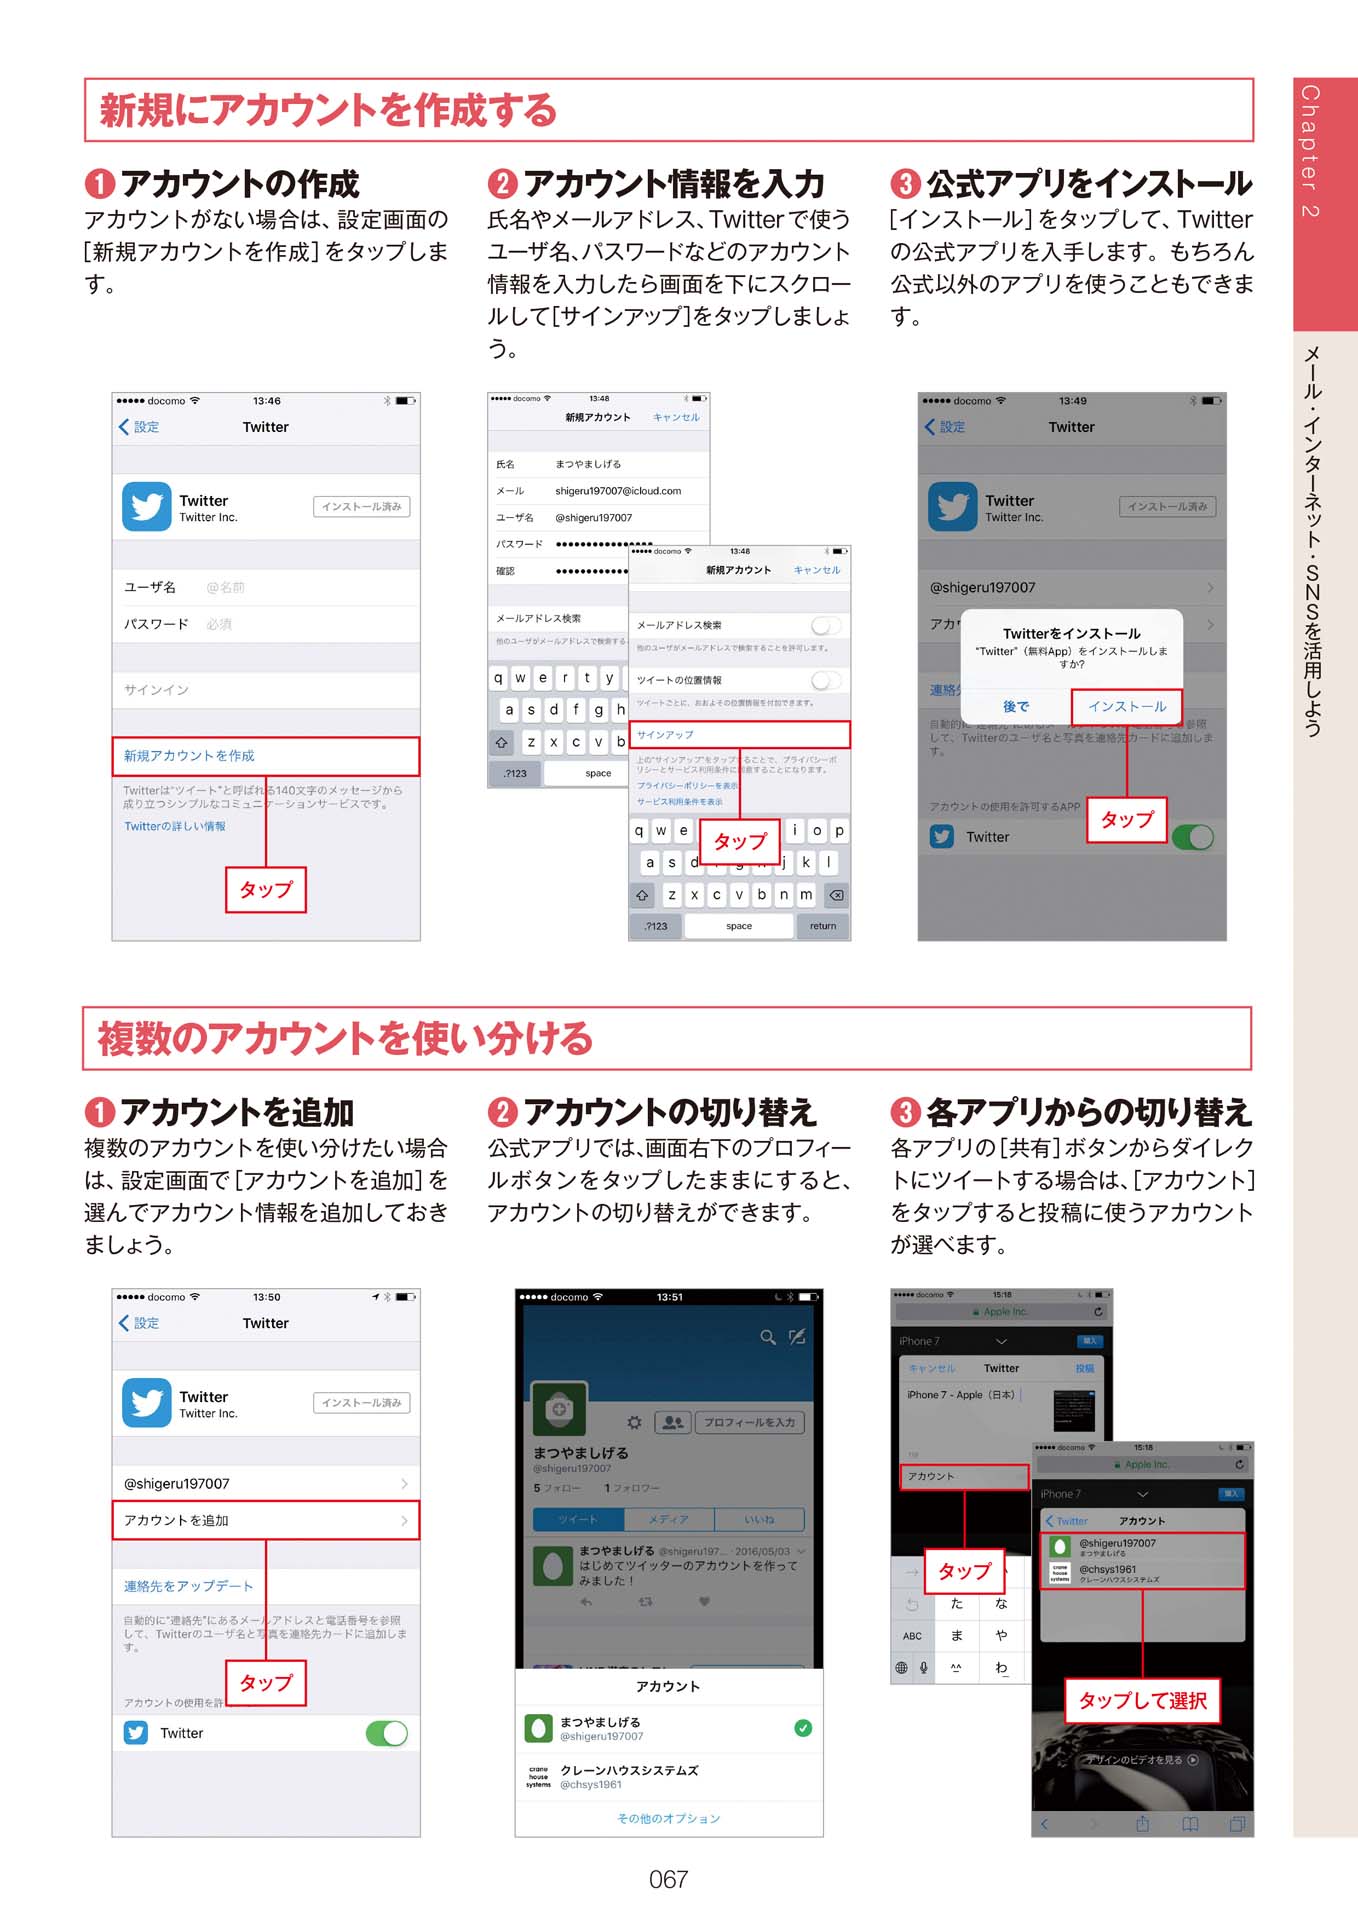 新規にアカウントを作成する
❶ アカウントの作成
アカウントがない場合は、設定画面の
[新規アカウントを作成]をタップしま
す。
❷ アカウント情報を入力
氏名やメールアドレス、Twitterで使う
ユーザ名、パスワードなどのアカウント
情報を入力したら画面を下にスクロー
ルして[サインアップ]をタップしましょ
う。
❸ 公式アプリをインストール
[インストール]をタップして、Twitter
の公式アプリを入手します。もちろん
公式以外のアプリを使うこともできま
す。
docomo 13:46
設定 Twitter
Twitter
Twitter Inc.
インストール済み
ユーザ名 @名前
パスワード 必須
サインイン
新規アカウントを作成
Twitterは“ツイート”と呼ばれる140文字のメッセージから
成り立つシンプルなコミュニケーションサービスです。
Twitterの詳しい情報
タップ
docomo 13:48
新規アカウント キャンセル
氏名 まつやましげる
メール shigeru197007@icloud.com
ユーザ名 @shigeru197007
パスワード ●●●●●●●●●●●●●●●
確認 ●●●●●●●●●●●
メールアドレス検索
他のユーザがメールアドレスで検索する
q w e r t y
a s d f g h
z x c v b
.?123 space
docomo 13:48
新規アカウント キャンセル
メールアドレス検索
他のユーザがメールアドレスで検索することを許可します。
ツイートの位置情報
ツイートごとに、おおよその位置情報を付加できます。
サインアップ
上の“サインアップ”をタップすることで、プライバシーポ
リシーとサービス利用条件に同意することになります。
プライバシーポリシーを表示
サービス利用条件を表示
q w e i o p
タップ
a s d f g h j k l
z x c v b n m
.?123 space return
docomo 13:49
設定 Twitter
Twitter
Twitter Inc.
インストール済み
@shigeru197007
アカウ
Twitterをインストール
“Twitter”（無料App）をインストールしま
すか?
後で インストール
連絡先
して、Twitterのユーザ名と写真を連絡先カードに追加しま
す。
アカウントの使用を許可するAPP
タップ
Twitter
複数のアカウントを使い分ける
❶ アカウントを追加
複数のアカウントを使い分けたい場合
は、設定画面で[アカウントを追加]を
選んでアカウント情報を追加しておき
ましょう。
❷ アカウントの切り替え
公式アプリでは、画面右下のプロフィー
ルボタンをタップしたままにすると、
アカウントの切り替えができます。
❸ 各アプリからの切り替え
各アプリの[共有]ボタンからダイレク
トにツイートする場合は、[アカウント]
をタップすると投稿に使うアカウント
が選べます。
docomo 13:50
設定 Twitter
Twitter
Twitter Inc.
インストール済み
@shigeru197007
アカウントを追加
連絡先をアップデート
自動的に“連絡先”にあるメールアドレスと電話番号を参照
して、Twitterのユーザ名と写真を連絡先カードに追加しま
す。
タップ
アカウントの使用を許
Twitter
docomo 13:51
プロフィールを入力
まつやましげる
@shigeru197007
5 フォロー 1 フォロワー
ツイート メディア いいね
まつやましげる @shigeru197... · 2016/05/03
はじめてツイッターのアカウントを作って
みました！
アカウント
まつやましげる
@shigeru197007
crane
house
systems
クレーンハウスシステムズ
@chsys1961
その他のオプション
docomo 15:18
Apple Inc.
iPhone 7 購入
キャンセル Twitter 投稿
iPhone 7 - Apple（日本）
アカウント
タップ
た な
ABC ま や
^^ わ
docomo 15:18
Apple Inc.
iPhone 7 購入
Twitter アカウント
@shigeru197007
まつやましげる
crane
house
systems
@chsys1961
クレーンハウスシステムズ
タップして選択
デザインのビデオを見る
Chapter 2
メール・インターネット・SNSを活用しよう
067